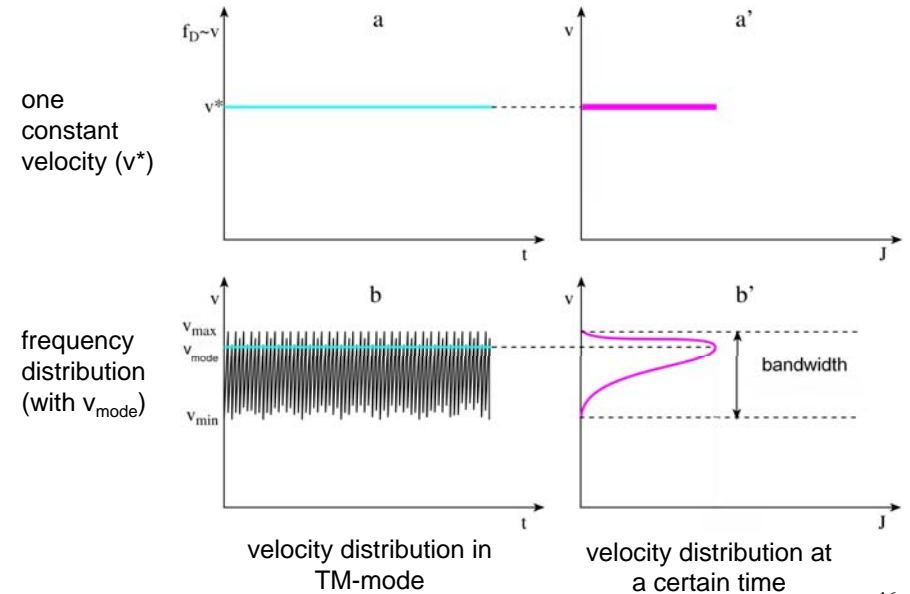 a
a'
f_D~v
v
one
constant
velocity (v*)
v*
t
J
b
b'
v
v
frequency
distribution
(with v_mode)
v_max
v_mode
v_min
bandwidth
t
J
velocity distribution in
TM-mode
velocity distribution at
a certain time